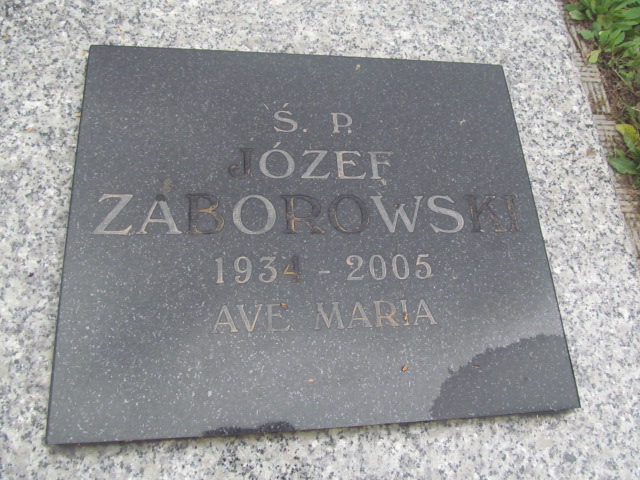 Ś. P.
JÓZEF
ZABOROWSKI
1934 - 2005
AVE MARIA